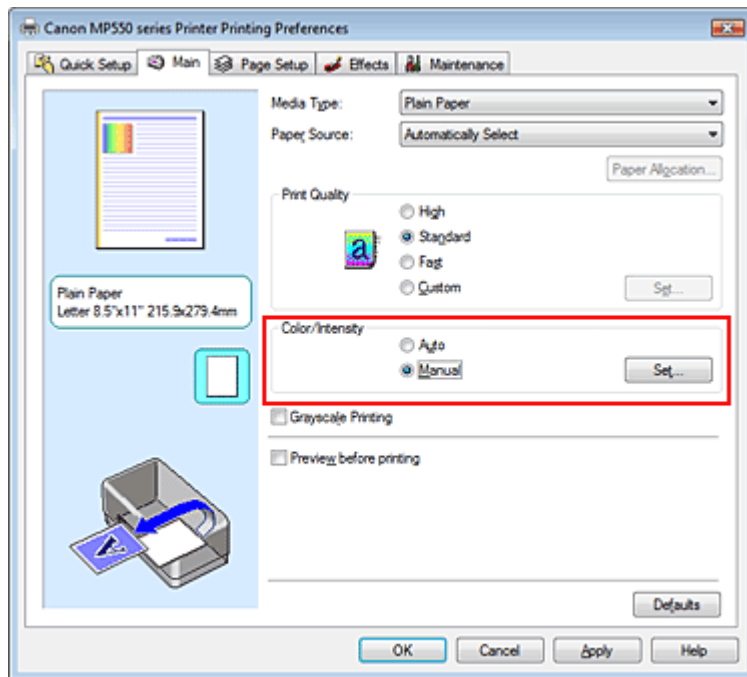 Canon MP550 series Printer Printing Preferences
Quick Setup Main Page Setup Effects Maintenance
Media Type: Plain Paper
Paper Source: Automatically Select
Paper Allocation...
Print Quality
High
a
Standard
Fast
Custom Set...
Plain Paper
Letter 8.5"x11" 215.9x279.4mm
Color/Intensity
Auto
Manual Set...
Grayscale Printing
Preview before printing
Defaults
OK Cancel Apply Help